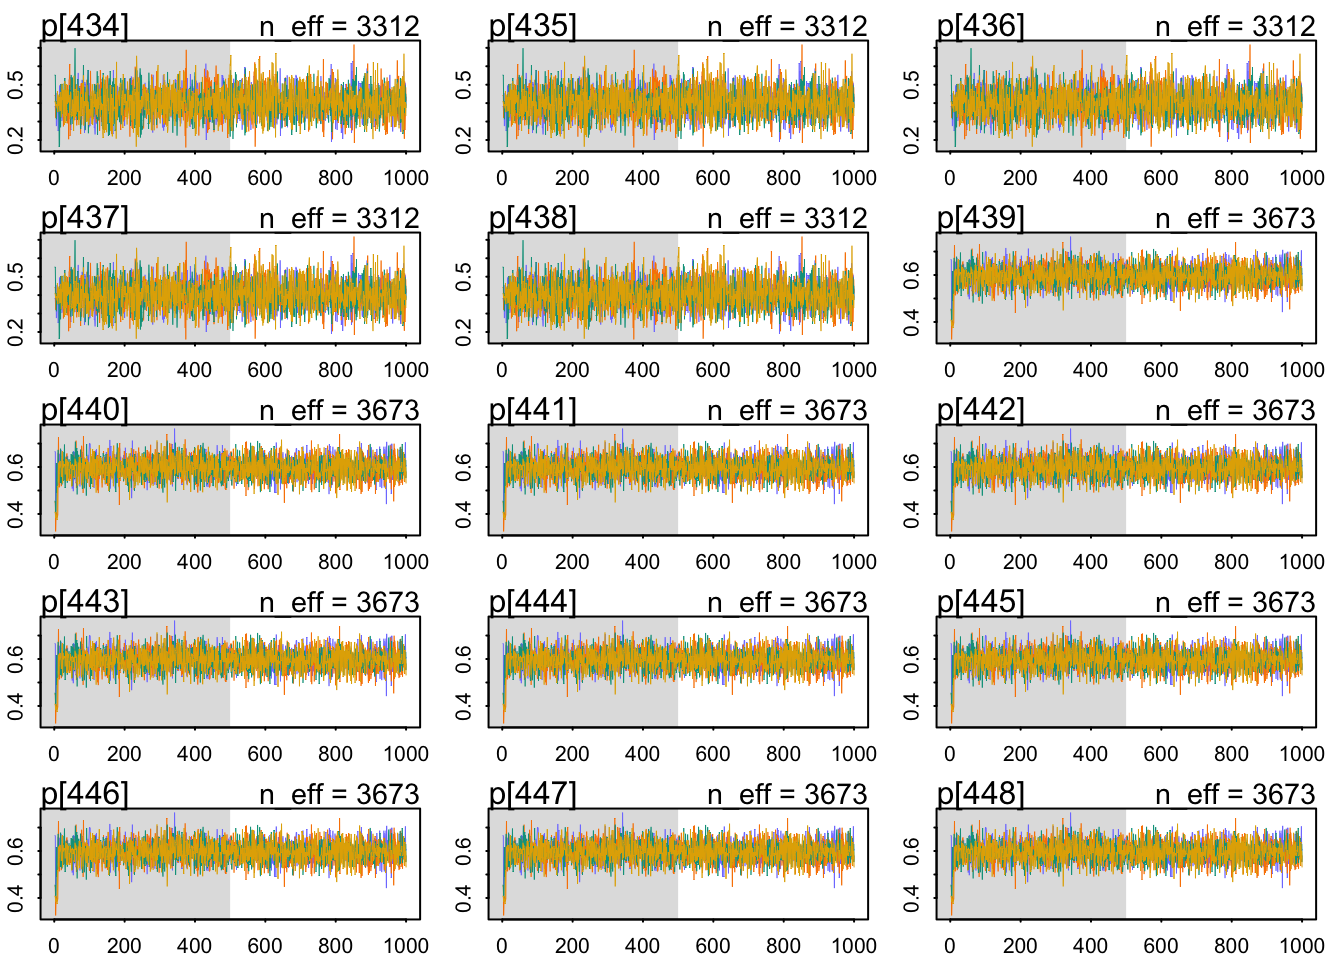 p[434] n_eff = 3312 p[435] n_eff = 3312 p[436] n_eff = 3312
0.5 0.5 0.5
0.2 0.2 0.2
0 200 400 600 800 1000 0 200 400 600 800 1000 0 200 400 600 800 1000
p[437] n_eff = 3312 p[438] n_eff = 3312 p[439] n_eff = 3673
0.5 0.5 0.6
0.2 0.2 0.4
0 200 400 600 800 1000 0 200 400 600 800 1000 0 200 400 600 800 1000
p[440] n_eff = 3673 p[441] n_eff = 3673 p[442] n_eff = 3673
0.6 0.6 0.6
0.4 0.4 0.4
0 200 400 600 800 1000 0 200 400 600 800 1000 0 200 400 600 800 1000
p[443] n_eff = 3673 p[444] n_eff = 3673 p[445] n_eff = 3673
0.6 0.6 0.6
0.4 0.4 0.4
0 200 400 600 800 1000 0 200 400 600 800 1000 0 200 400 600 800 1000
p[446] n_eff = 3673 p[447] n_eff = 3673 p[448] n_eff = 3673
0.6 0.6 0.6
0.4 0.4 0.4
0 200 400 600 800 1000 0 200 400 600 800 1000 0 200 400 600 800 1000